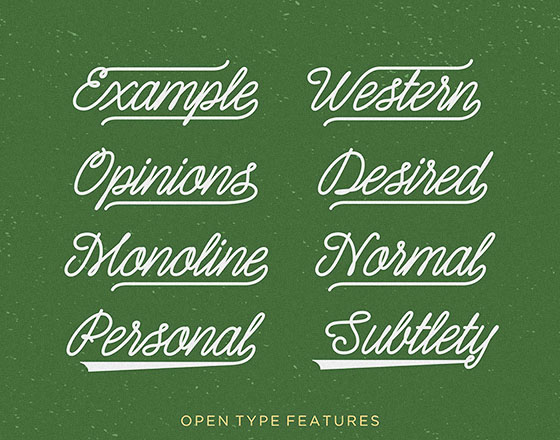 Example Western
Opinions Desired
Monoline Normal
Personal Subtlety
OPEN TYPE FEATURES